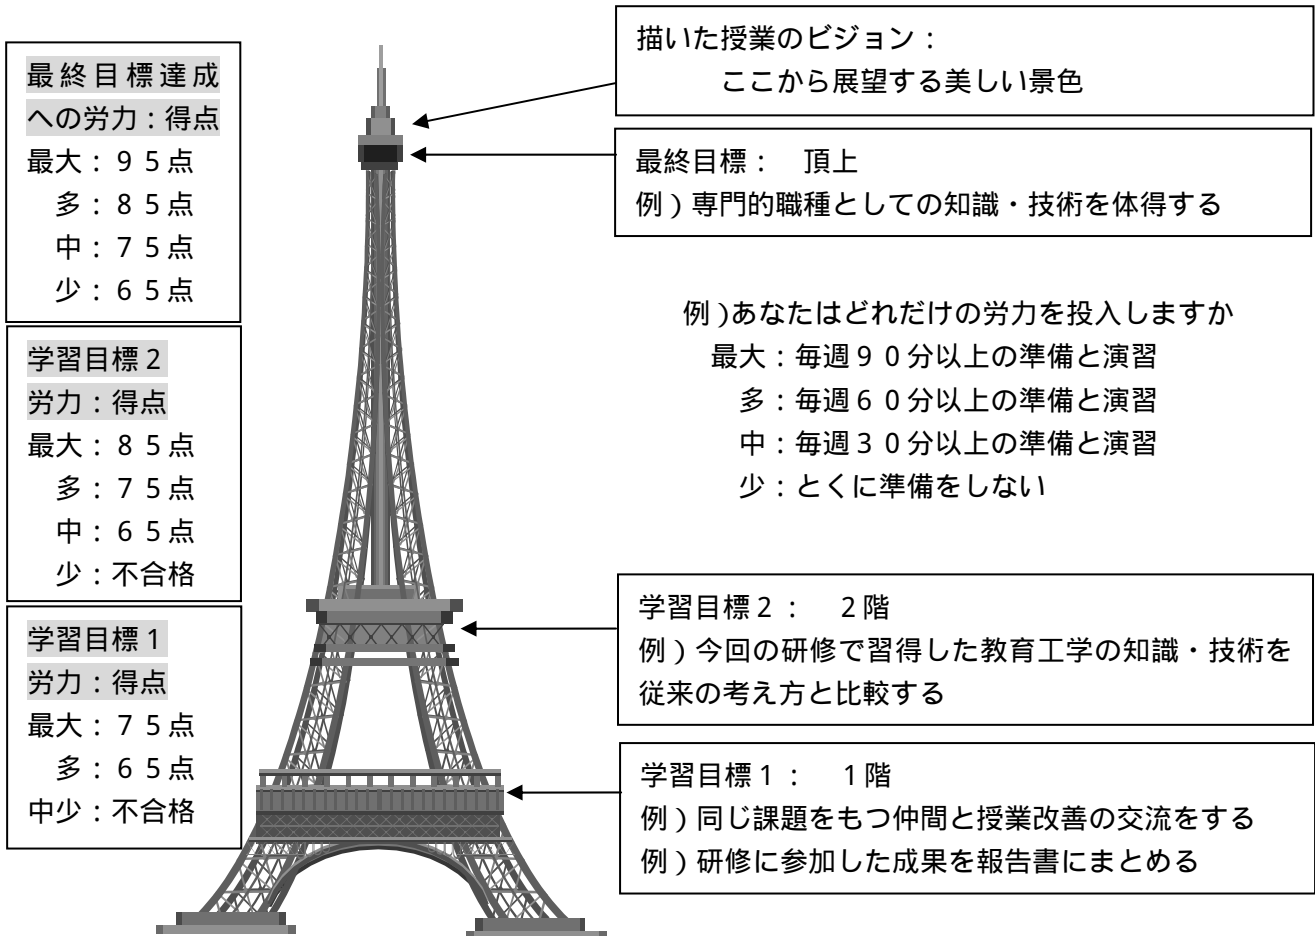 描いた授業のビジョン：
ここから展望する美しい景色
最終目標達成
への労力：得点
最大：９５点
多：８５点
中：７５点
少：６５点
最終目標：　頂上
例）専門的職種としての知識・技術を体得する
例）あなたはどれだけの労力を投入しますか
最大：毎週９０分以上の準備と演習
多：毎週６０分以上の準備と演習
中：毎週３０分以上の準備と演習
少：とくに準備をしない
学習目標２
労力：得点
最大：８５点
多：７５点
中：６５点
少：不合格
学習目標２：　２階
例）今回の研修で習得した教育工学の知識・技術を
従来の考え方と比較する
学習目標１
労力：得点
最大：７５点
多：６５点
中少：不合格
学習目標１：　１階
例）同じ課題をもつ仲間と授業改善の交流をする
例）研修に参加した成果を報告書にまとめる